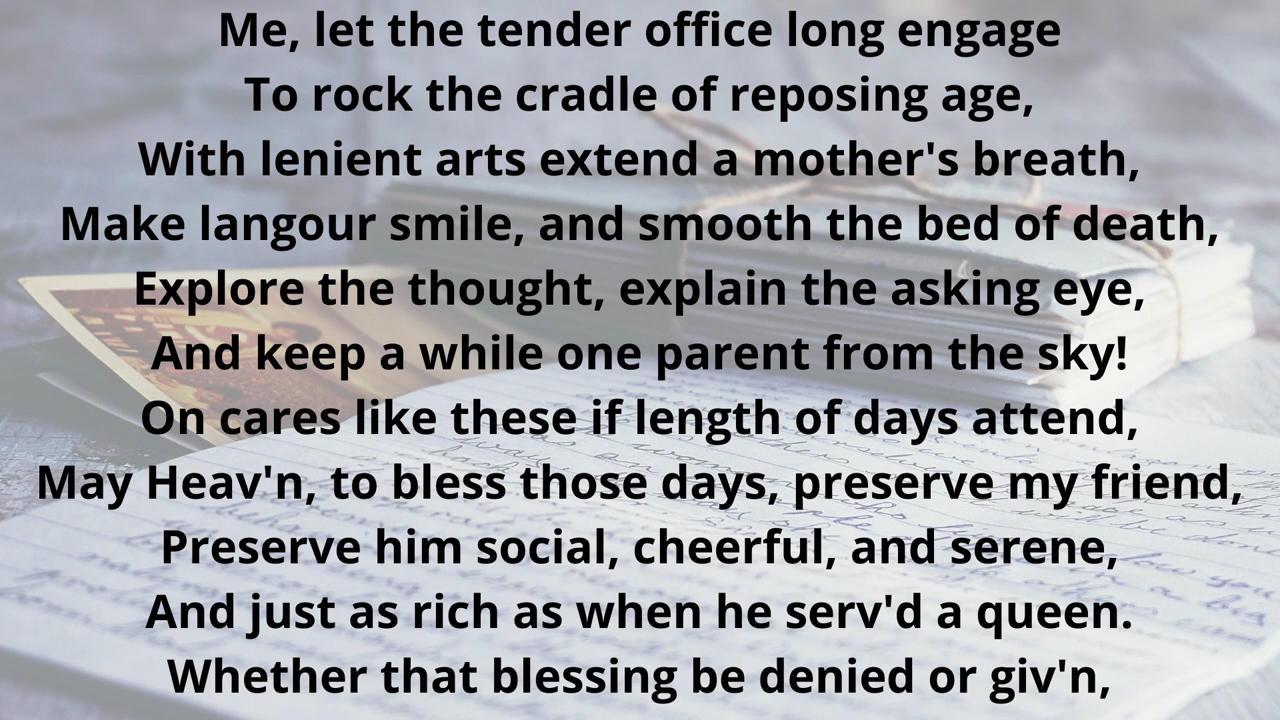 Me, let the tender office long engage
To rock the cradle of reposing age,
With lenient arts extend a mother's breath,
Make langour smile, and smooth the bed of death,
Explore the thought, explain the asking eye,
And keep a while one parent from the sky!
On cares like these if length of days attend,
May Heav'n, to bless those days, preserve my friend,
Preserve him social, cheerful, and serene,
And just as rich as when he serv'd a queen.
Whether that blessing be denied or giv'n,